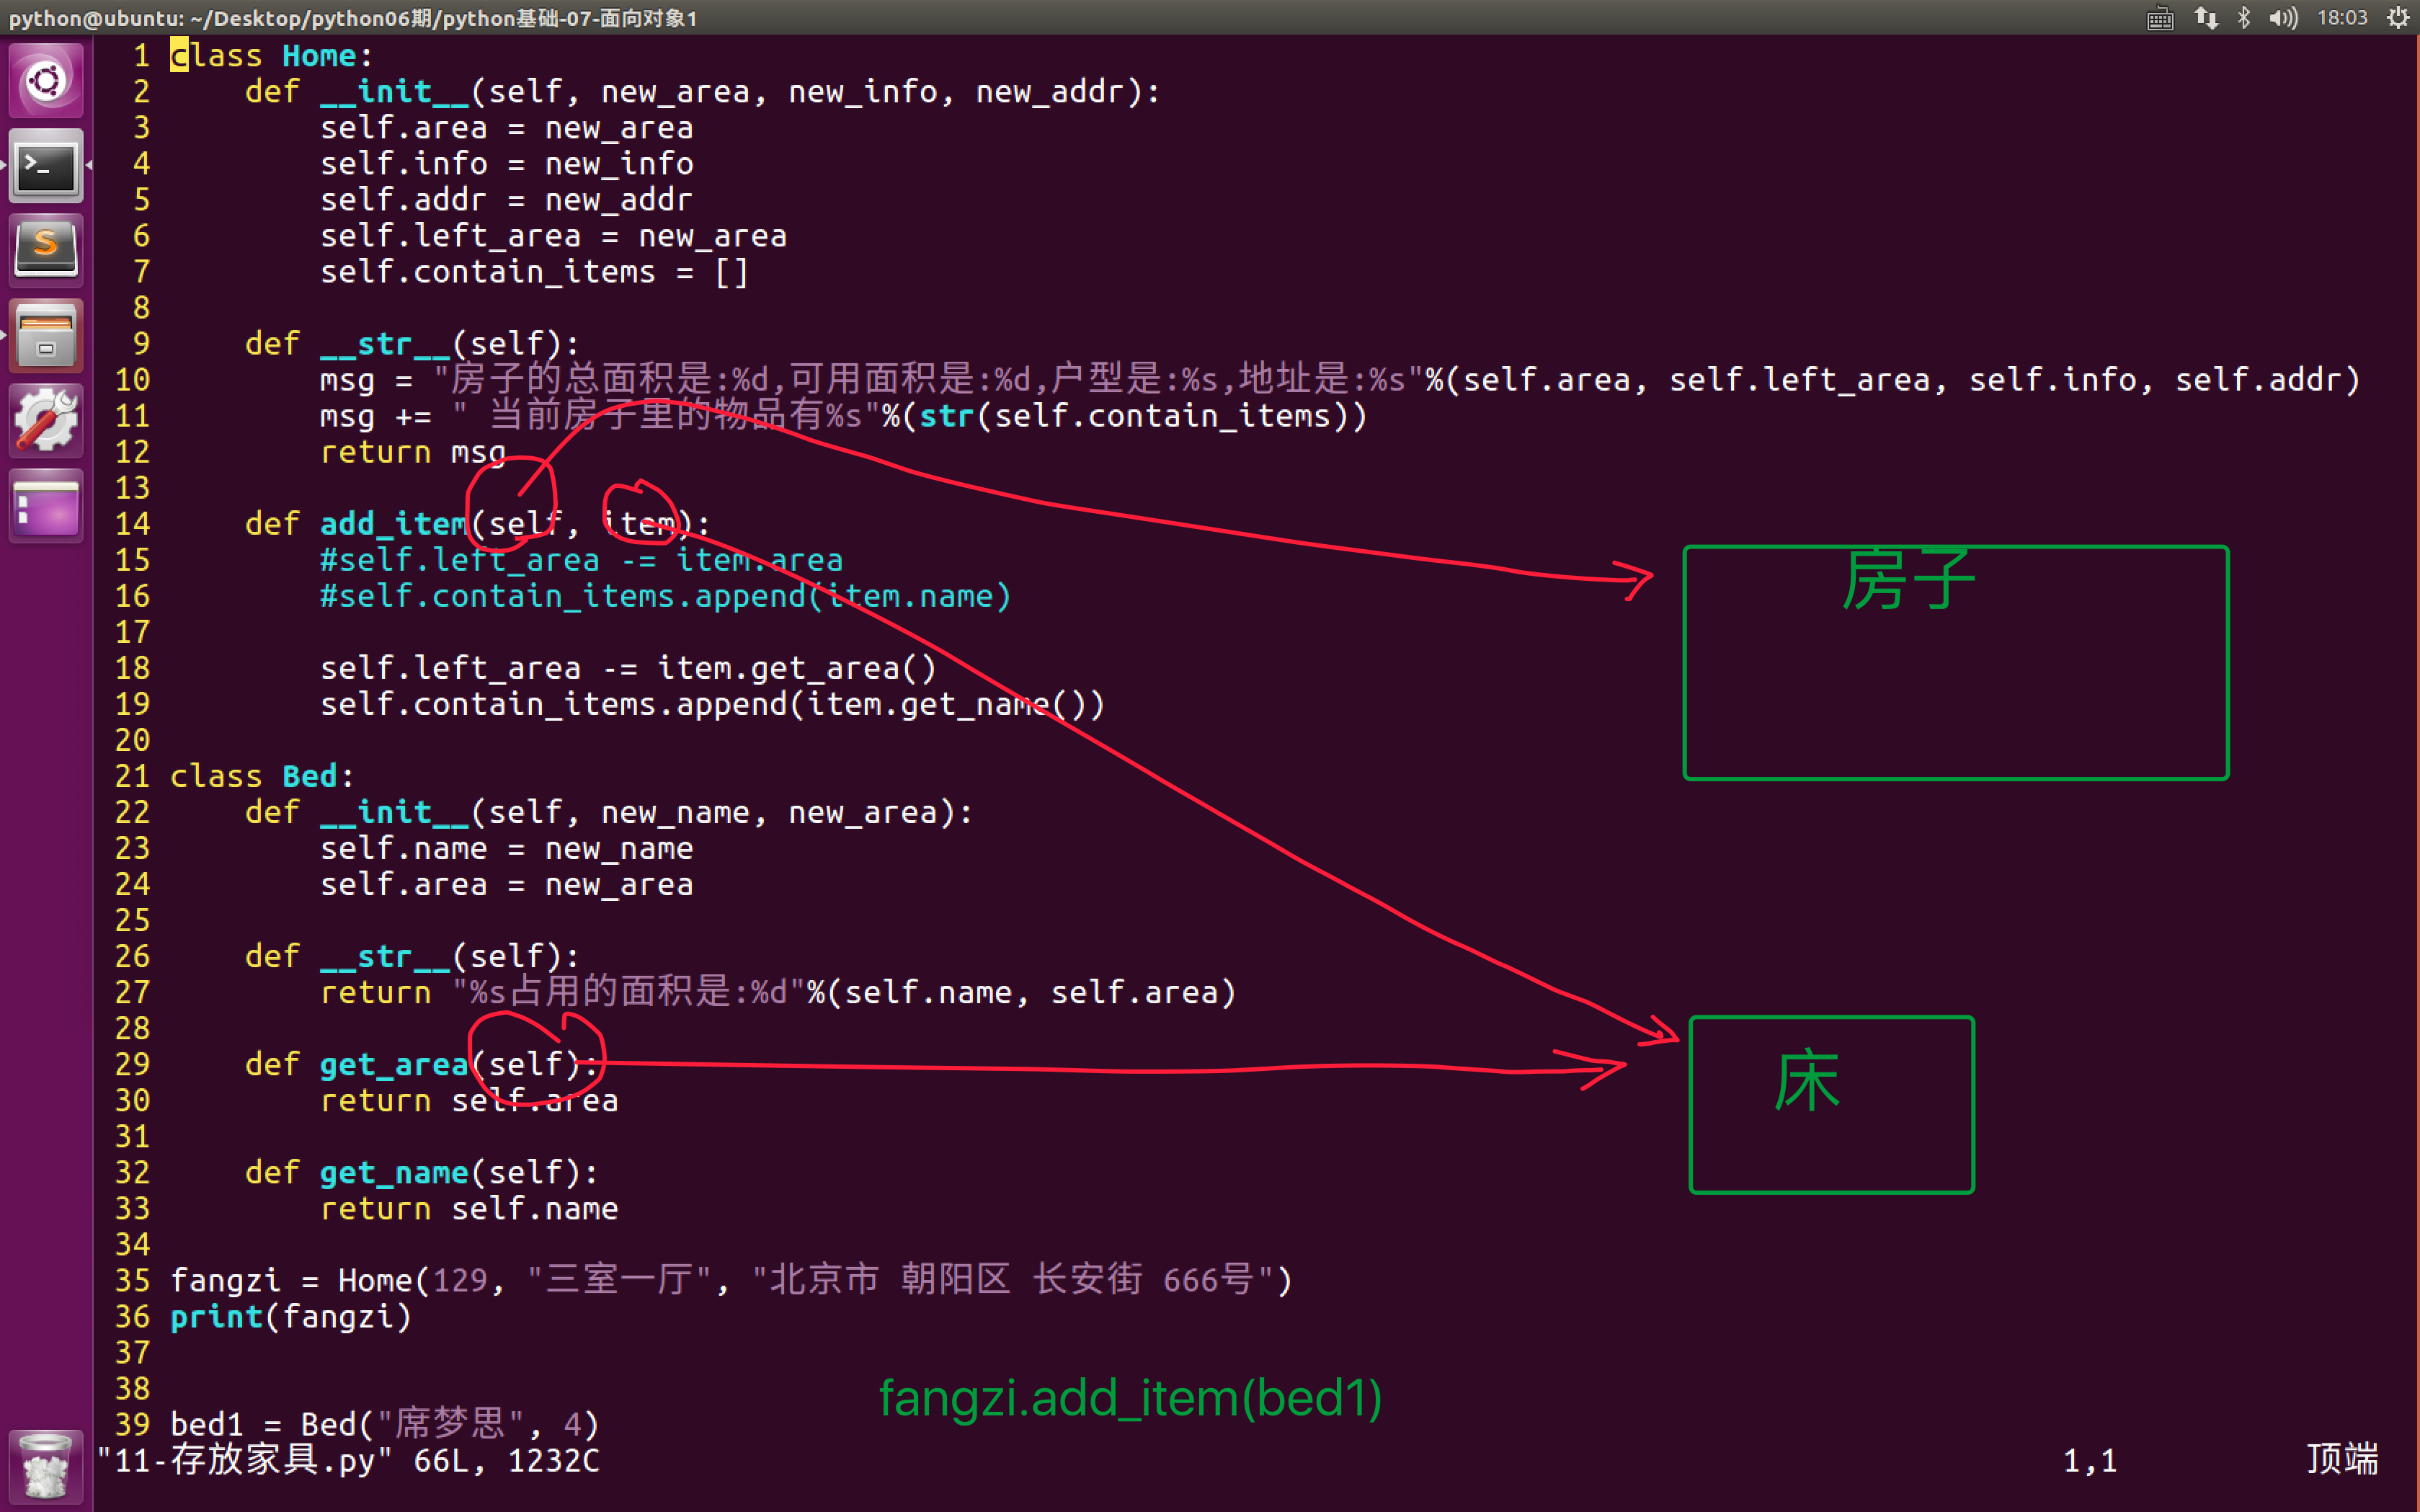 python@ubuntu: ~/Desktop/python06期/python基础-07-面向对象1
18:03
1 class Home:
2     def __init__(self, new_area, new_info, new_addr):
3         self.area = new_area
4         self.info = new_info
5         self.addr = new_addr
6         self.left_area = new_area
7         self.contain_items = []
8
9     def __str__(self):
10         msg = "房子的总面积是:%d,可用面积是:%d,户型是:%s,地址是:%s"%(self.area, self.left_area, self.info, self.addr)
11         msg += " 当前房子里的物品有%s"%(str(self.contain_items))
12         return msg
13
14     def add_item(self, item):
15         #self.left_area -= item.area
16         #self.contain_items.append(item.name)
房子
17
18         self.left_area -= item.get_area()
19         self.contain_items.append(item.get_name())
20
21 class Bed:
22     def __init__(self, new_name, new_area):
23         self.name = new_name
24         self.area = new_area
25
26     def __str__(self):
27         return "%s占用的面积是:%d"%(self.name, self.area)
28
29     def get_area(self):
床
30         return self.area
31
32     def get_name(self):
33         return self.name
34
35 fangzi = Home(129, "三室一厅", "北京市 朝阳区 长安街 666号")
36 print(fangzi)
37
38
fangzi.add_item(bed1)
39 bed1 = Bed("席梦思", 4)
"11-存放家具.py" 66L, 1232C
1,1
顶端